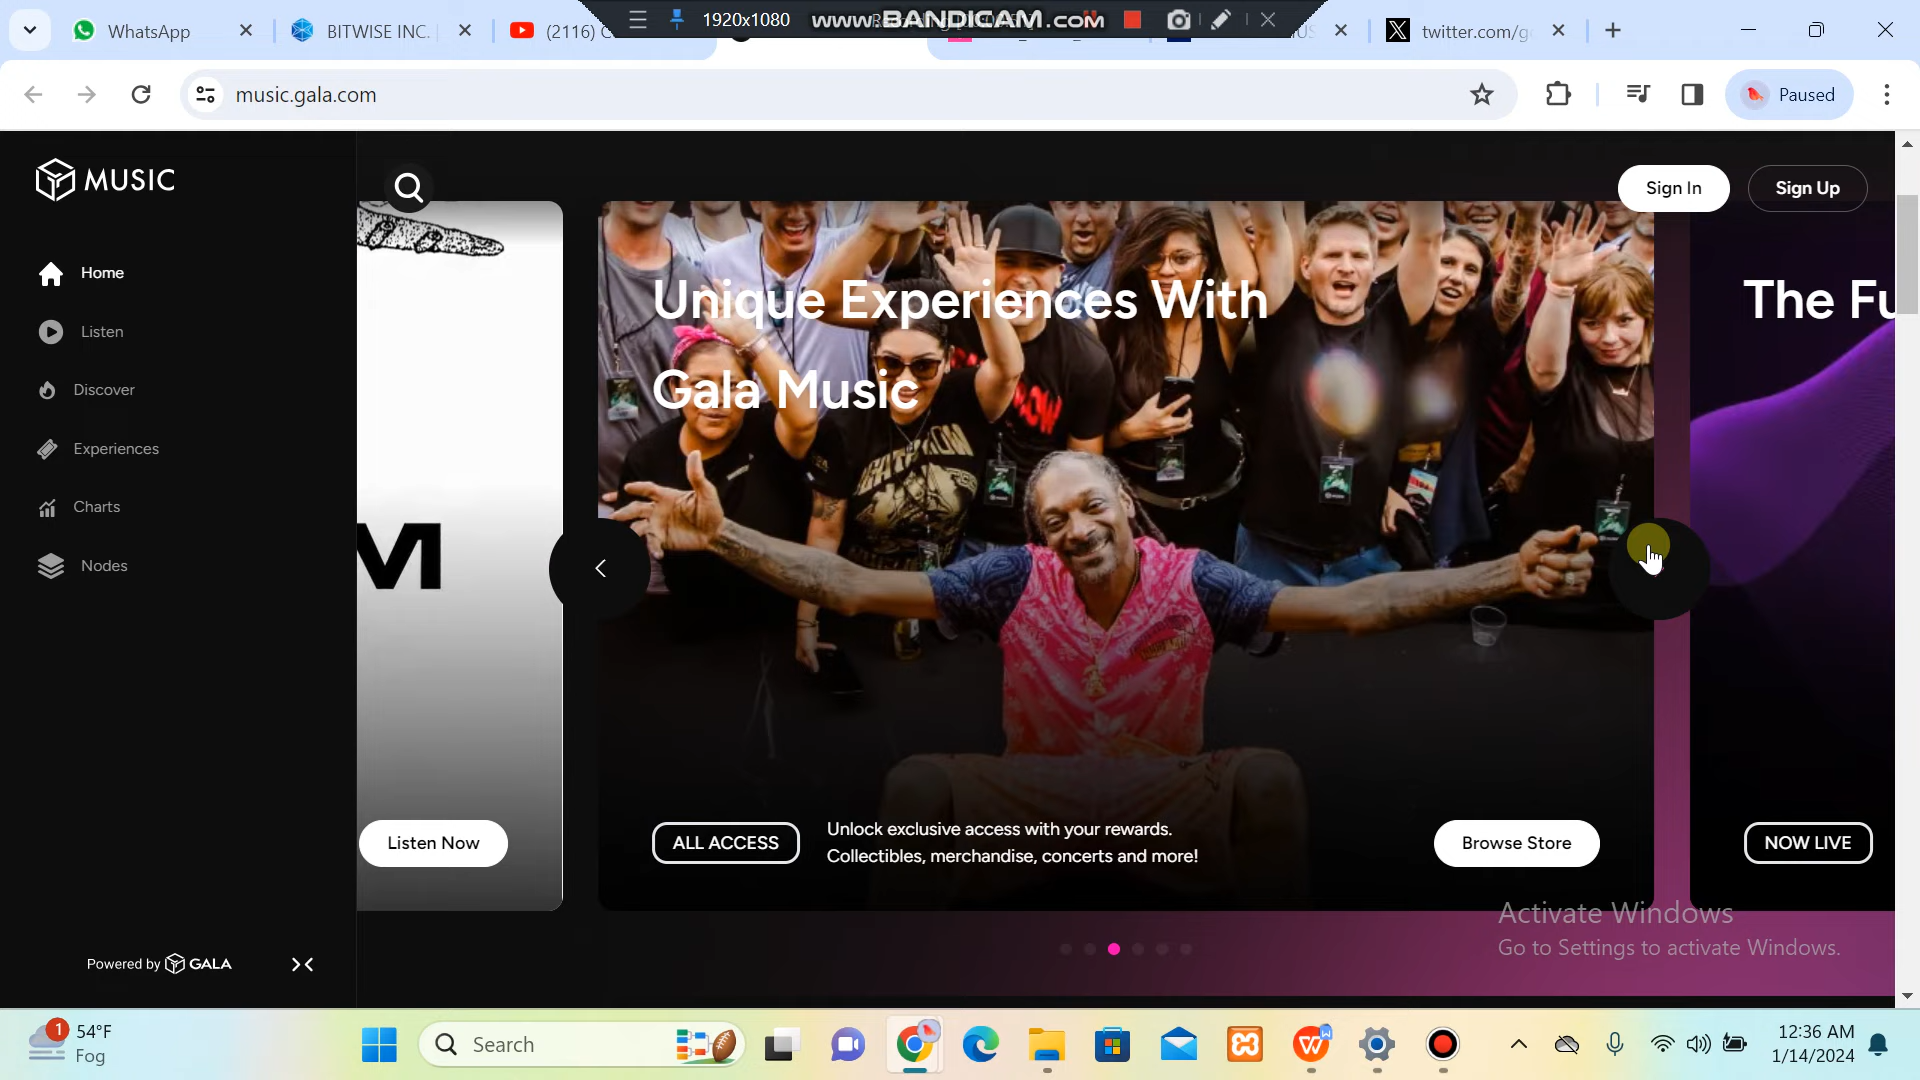 WhatsApp
BITWISE INC.
(2116) C
1920x1080
www.BANDICAM.com
twitter.com/g
music.gala.com
Paused
MUSIC
Sign In
Sign Up
Home
Listen
Discover
Experiences
Charts
Nodes
Unique Experiences With
Gala Music
The Fu
M
Listen Now
ALL ACCESS
Unlock exclusive access with your rewards.
Collectibles, merchandise, concerts and more!
Browse Store
NOW LIVE
Activate Windows
Go to Settings to activate Windows.
Powered by GALA
1
54°F
Fog
Search
12:36 AM
1/14/2024